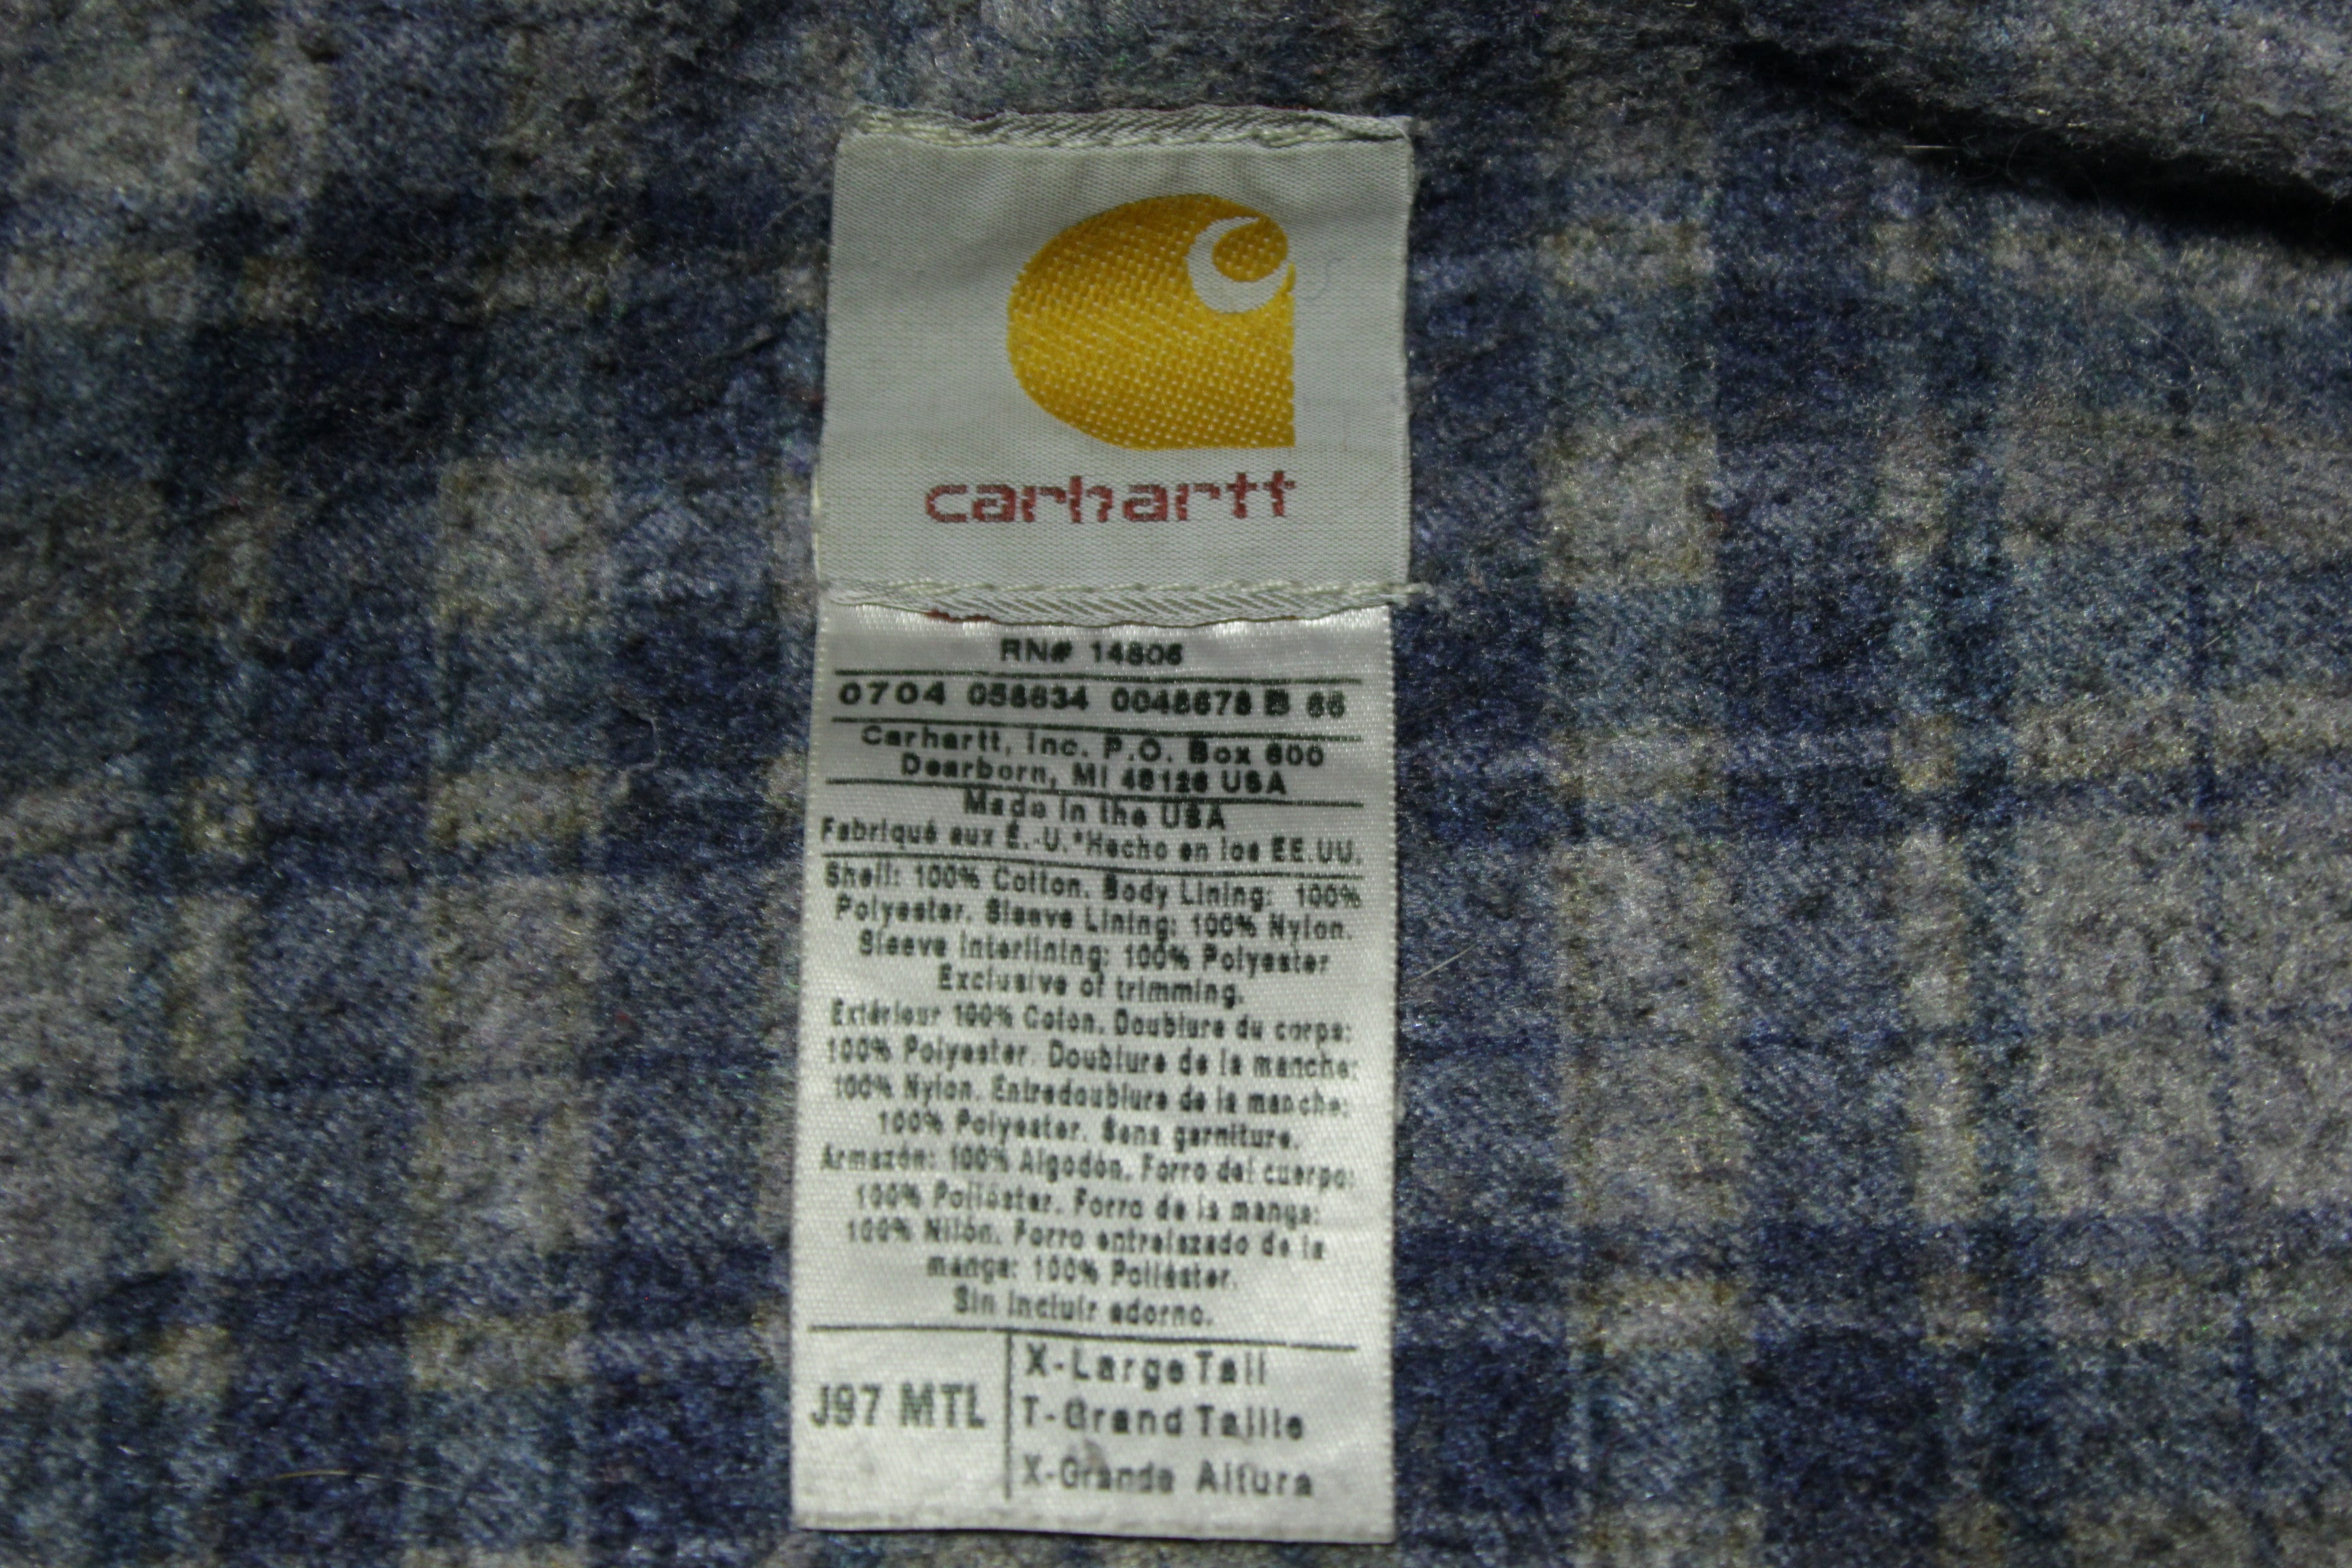 carhartt
RN# 14806
0704 058634 0048678 B 86
Carhartt, Inc. P.O. Box 600
Dearborn, MI 48126 USA
Made in the USA
Fabriqué aux É.-U.*Hecho en los EE.UU.
Shell: 100% Cotton. Body Lining: 100%
Polyester. Sleeve Lining: 100% Nylon.
Sleeve Interlining: 100% Polyester
Exclusive of trimming.
Extérieur 100% Coton. Doublure du corps:
100% Polyester. Doublure de la manche:
100% Nylon. Entredoublure de la manche:
100% Polyester. Sans garniture.
Armazón: 100% Algodón. Forro del cuerpo:
100% Poliéster. Forro de la manga:
100% Nilón. Forro entrelazado de la
manga: 100% Poliéster.
Sin incluir adorno.
J97 MTL
X-Large Tall
T-Grand Taille
X-Grande Altura